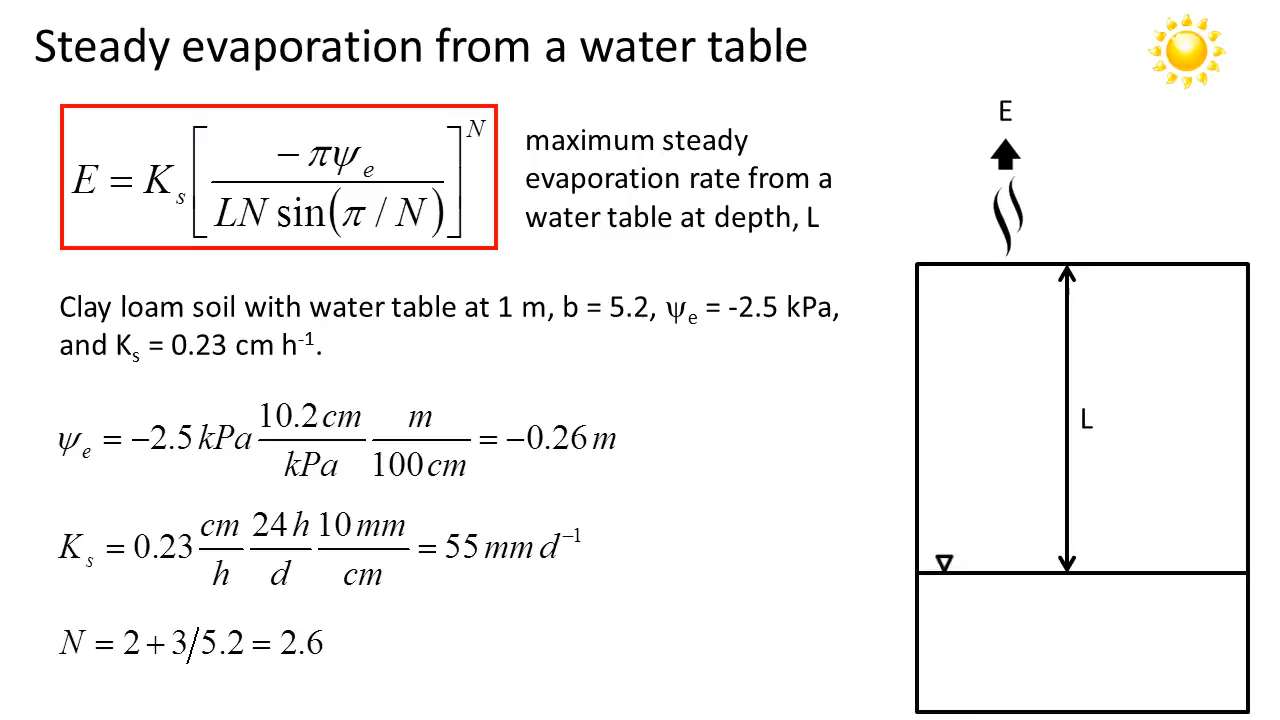 Steady evaporation from a water table
E = K_s [ −πψ_e / (LN sin(π / N)) ]^N
maximum steady
evaporation rate from a
water table at depth, L
E
Clay loam soil with water table at 1 m, b = 5.2, ψ_e = -2.5 kPa,
and K_s = 0.23 cm h^-1.
ψ_e = −2.5 kPa (10.2 cm / kPa) (m / 100 cm) = −0.26 m
K_s = 0.23 (cm / h) (24 h / d) (10 mm / cm) = 55 mm d^−1
N = 2 + 3/5.2 = 2.6
L